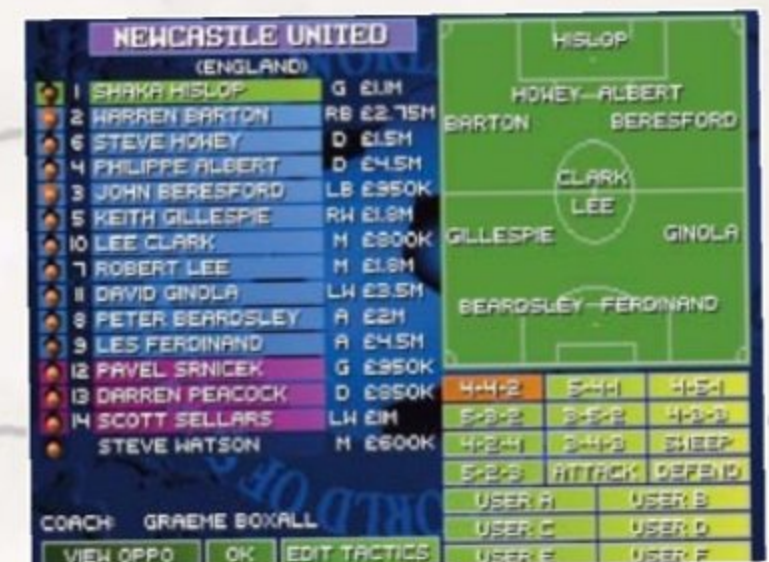 NEWCASTLE UNITED
(ENGLAND)
1 SHAKA HISLOP G £1.1M
2 WARREN BARTON RB £2.75M
6 STEVE HOWEY D £1.5M
4 PHILIPPE ALBERT D £4.5M
3 JOHN BERESFORD LB £950K
5 KEITH GILLESPIE RW £1.8M
10 LEE CLARK M £800K
7 ROBERT LEE M £1.8M
11 DAVID GINOLA LW £3.5M
8 PETER BEARDSLEY A £2M
9 LES FERDINAND A £4.5M
12 PAVEL SRNICEK G £950K
13 DARREN PEACOCK D £850K
14 SCOTT SELLARS LW £1M
STEVE WATSON M £600K
COACH: GRAEME BOXALL
VIEW OPPO OK EDIT TACTICS
HISLOP
HOWEY ALBERT
BARTON BERESFORD
CLARK
LEE
GILLESPIE GINOLA
BEARDSLEY FERDINAND
4-4-2 5-4-1 4-5-1
5-3-2 3-5-2 4-3-3
4-2-4 3-4-3 SWEEP
5-2-3 ATTACK DEFEND
USER A USER B
USER C USER D
USER E USER F
WORLD OF